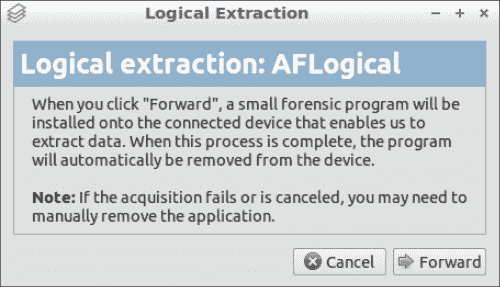 Logical Extraction
Logical extraction: AFLogical
When you click "Forward", a small forensic program will be
installed onto the connected device that enables us to
extract data. When this process is complete, the program
will automatically be removed from the device.
Note: If the acquisition fails or is canceled, you may need to
manually remove the application.
Cancel
Forward